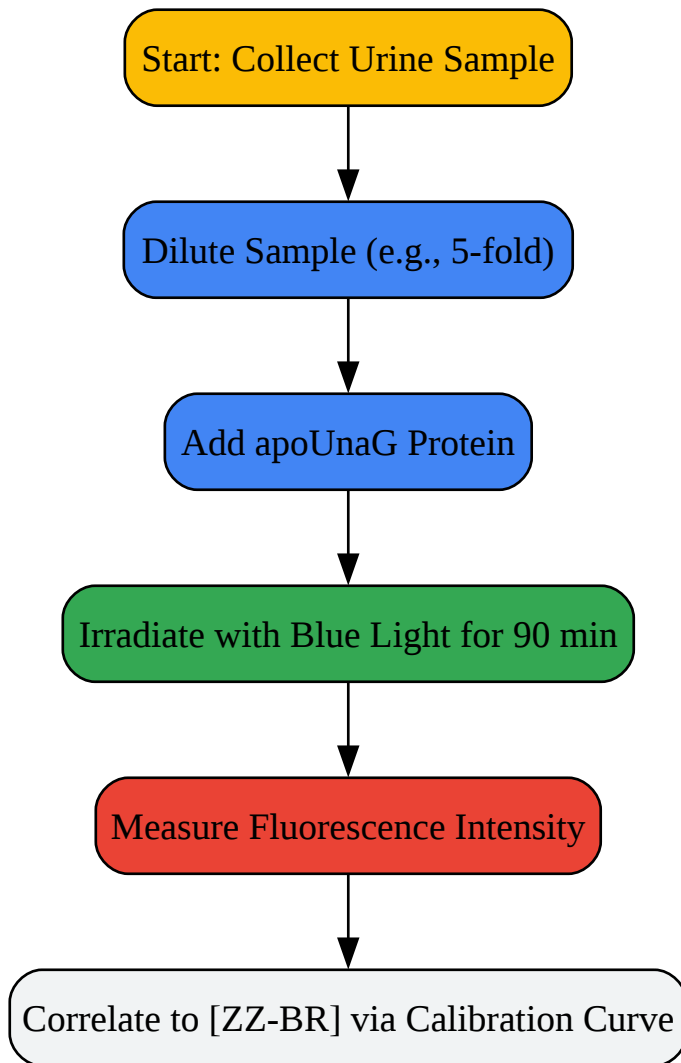 Start: Collect Urine Sample
Dilute Sample (e.g., 5-fold)
Add apoUnaG Protein
Irradiate with Blue Light for 90 min
Measure Fluorescence Intensity
Correlate to [ZZ-BR] via Calibration Curve